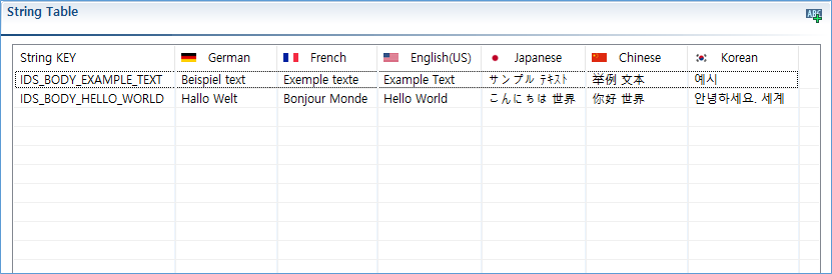 String Table
ABC
String KEY German French English(US) Japanese Chinese Korean
IDS_BODY_EXAMPLE_TEXT Beispiel text Exemple texte Example Text サンプル テキスト 举例 文本 예시
IDS_BODY_HELLO_WORLD Hallo Welt Bonjour Monde Hello World こんにちは 世界 你好 世界 안녕하세요. 세계